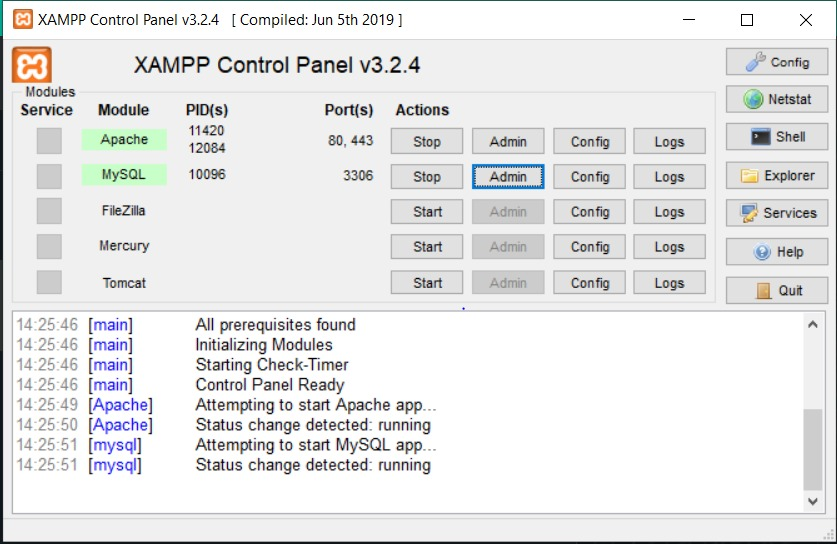 XAMPP Control Panel v3.2.4 [ Compiled: Jun 5th 2019 ]
XAMPP Control Panel v3.2.4
Config
Modules
Service Module PID(s) Port(s) Actions
Netstat
Apache 11420 12084 80, 443 Stop Admin Config Logs
Shell
MySQL 10096 3306 Stop Admin Config Logs
Explorer
FileZilla Start Admin Config Logs
Services
Mercury Start Admin Config Logs
Help
Tomcat Start Admin Config Logs
Quit
14:25:46 [main] All prerequisites found
14:25:46 [main] Initializing Modules
14:25:46 [main] Starting Check-Timer
14:25:46 [main] Control Panel Ready
14:25:49 [Apache] Attempting to start Apache app...
14:25:50 [Apache] Status change detected: running
14:25:51 [mysql] Attempting to start MySQL app...
14:25:51 [mysql] Status change detected: running